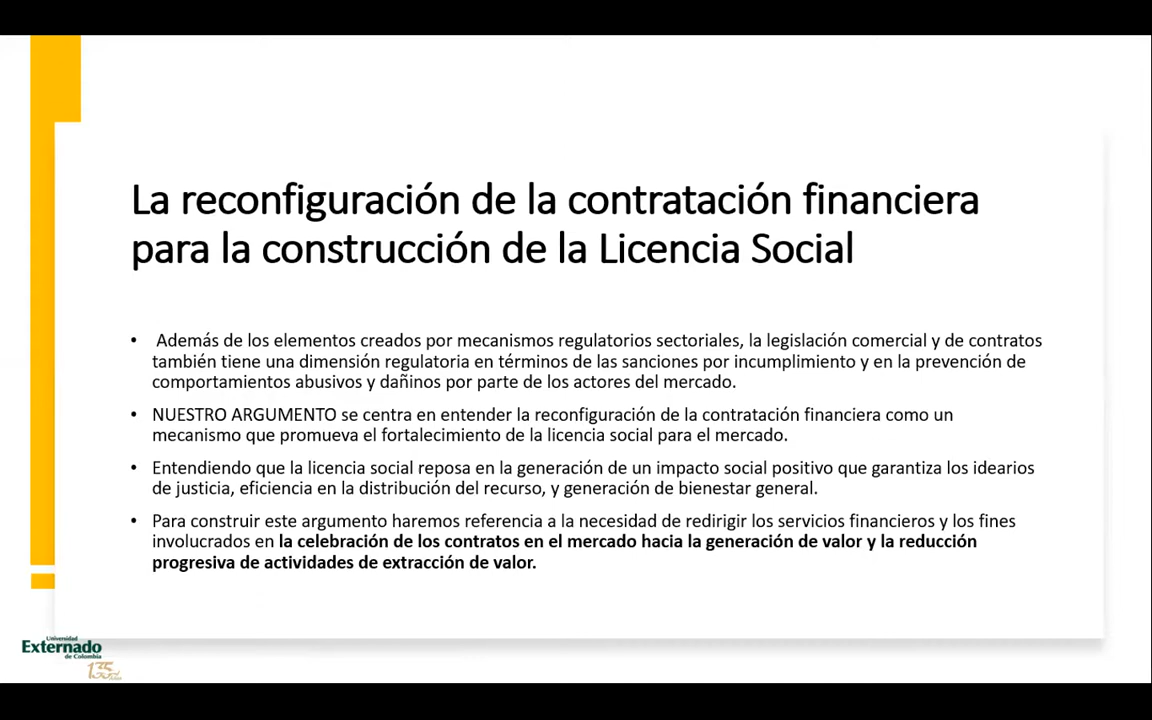 La reconfiguración de la contratación financiera
para la construcción de la Licencia Social
• Además de los elementos creados por mecanismos regulatorios sectoriales, la legislación comercial y de contratos
también tiene una dimensión regulatoria en términos de las sanciones por incumplimiento y en la prevención de
comportamientos abusivos y dañinos por parte de los actores del mercado.
• NUESTRO ARGUMENTO se centra en entender la reconfiguración de la contratación financiera como un
mecanismo que promueva el fortalecimiento de la licencia social para el mercado.
• Entendiendo que la licencia social reposa en la generación de un impacto social positivo que garantiza los idearios
de justicia, eficiencia en la distribución del recurso, y generación de bienestar general.
• Para construir este argumento haremos referencia a la necesidad de redirigir los servicios financieros y los fines
involucrados en la celebración de los contratos en el mercado hacia la generación de valor y la reducción
progresiva de actividades de extracción de valor.
Universidad
Externado
de Colombia
135